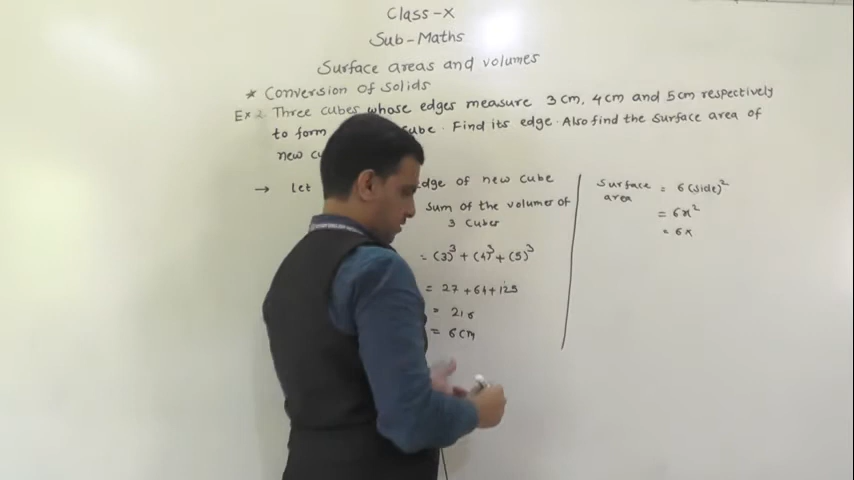 Class-X
Sub-Maths
Surface areas and volumes
* Conversion of Solids
Ex 2. Three cubes whose edges measure 3 cm, 4 cm and 5 cm respectively
to form cube. Find its edge. Also find the surface area of
new cu
→ Let edge of new cube
Sum of the volumes of
3 Cubes
= (3)³ + (4)³ + (5)³
= 27 + 64 + 125
= 216
= 6 cm
Surface area = 6 (side)²
= 6x²
= 6x